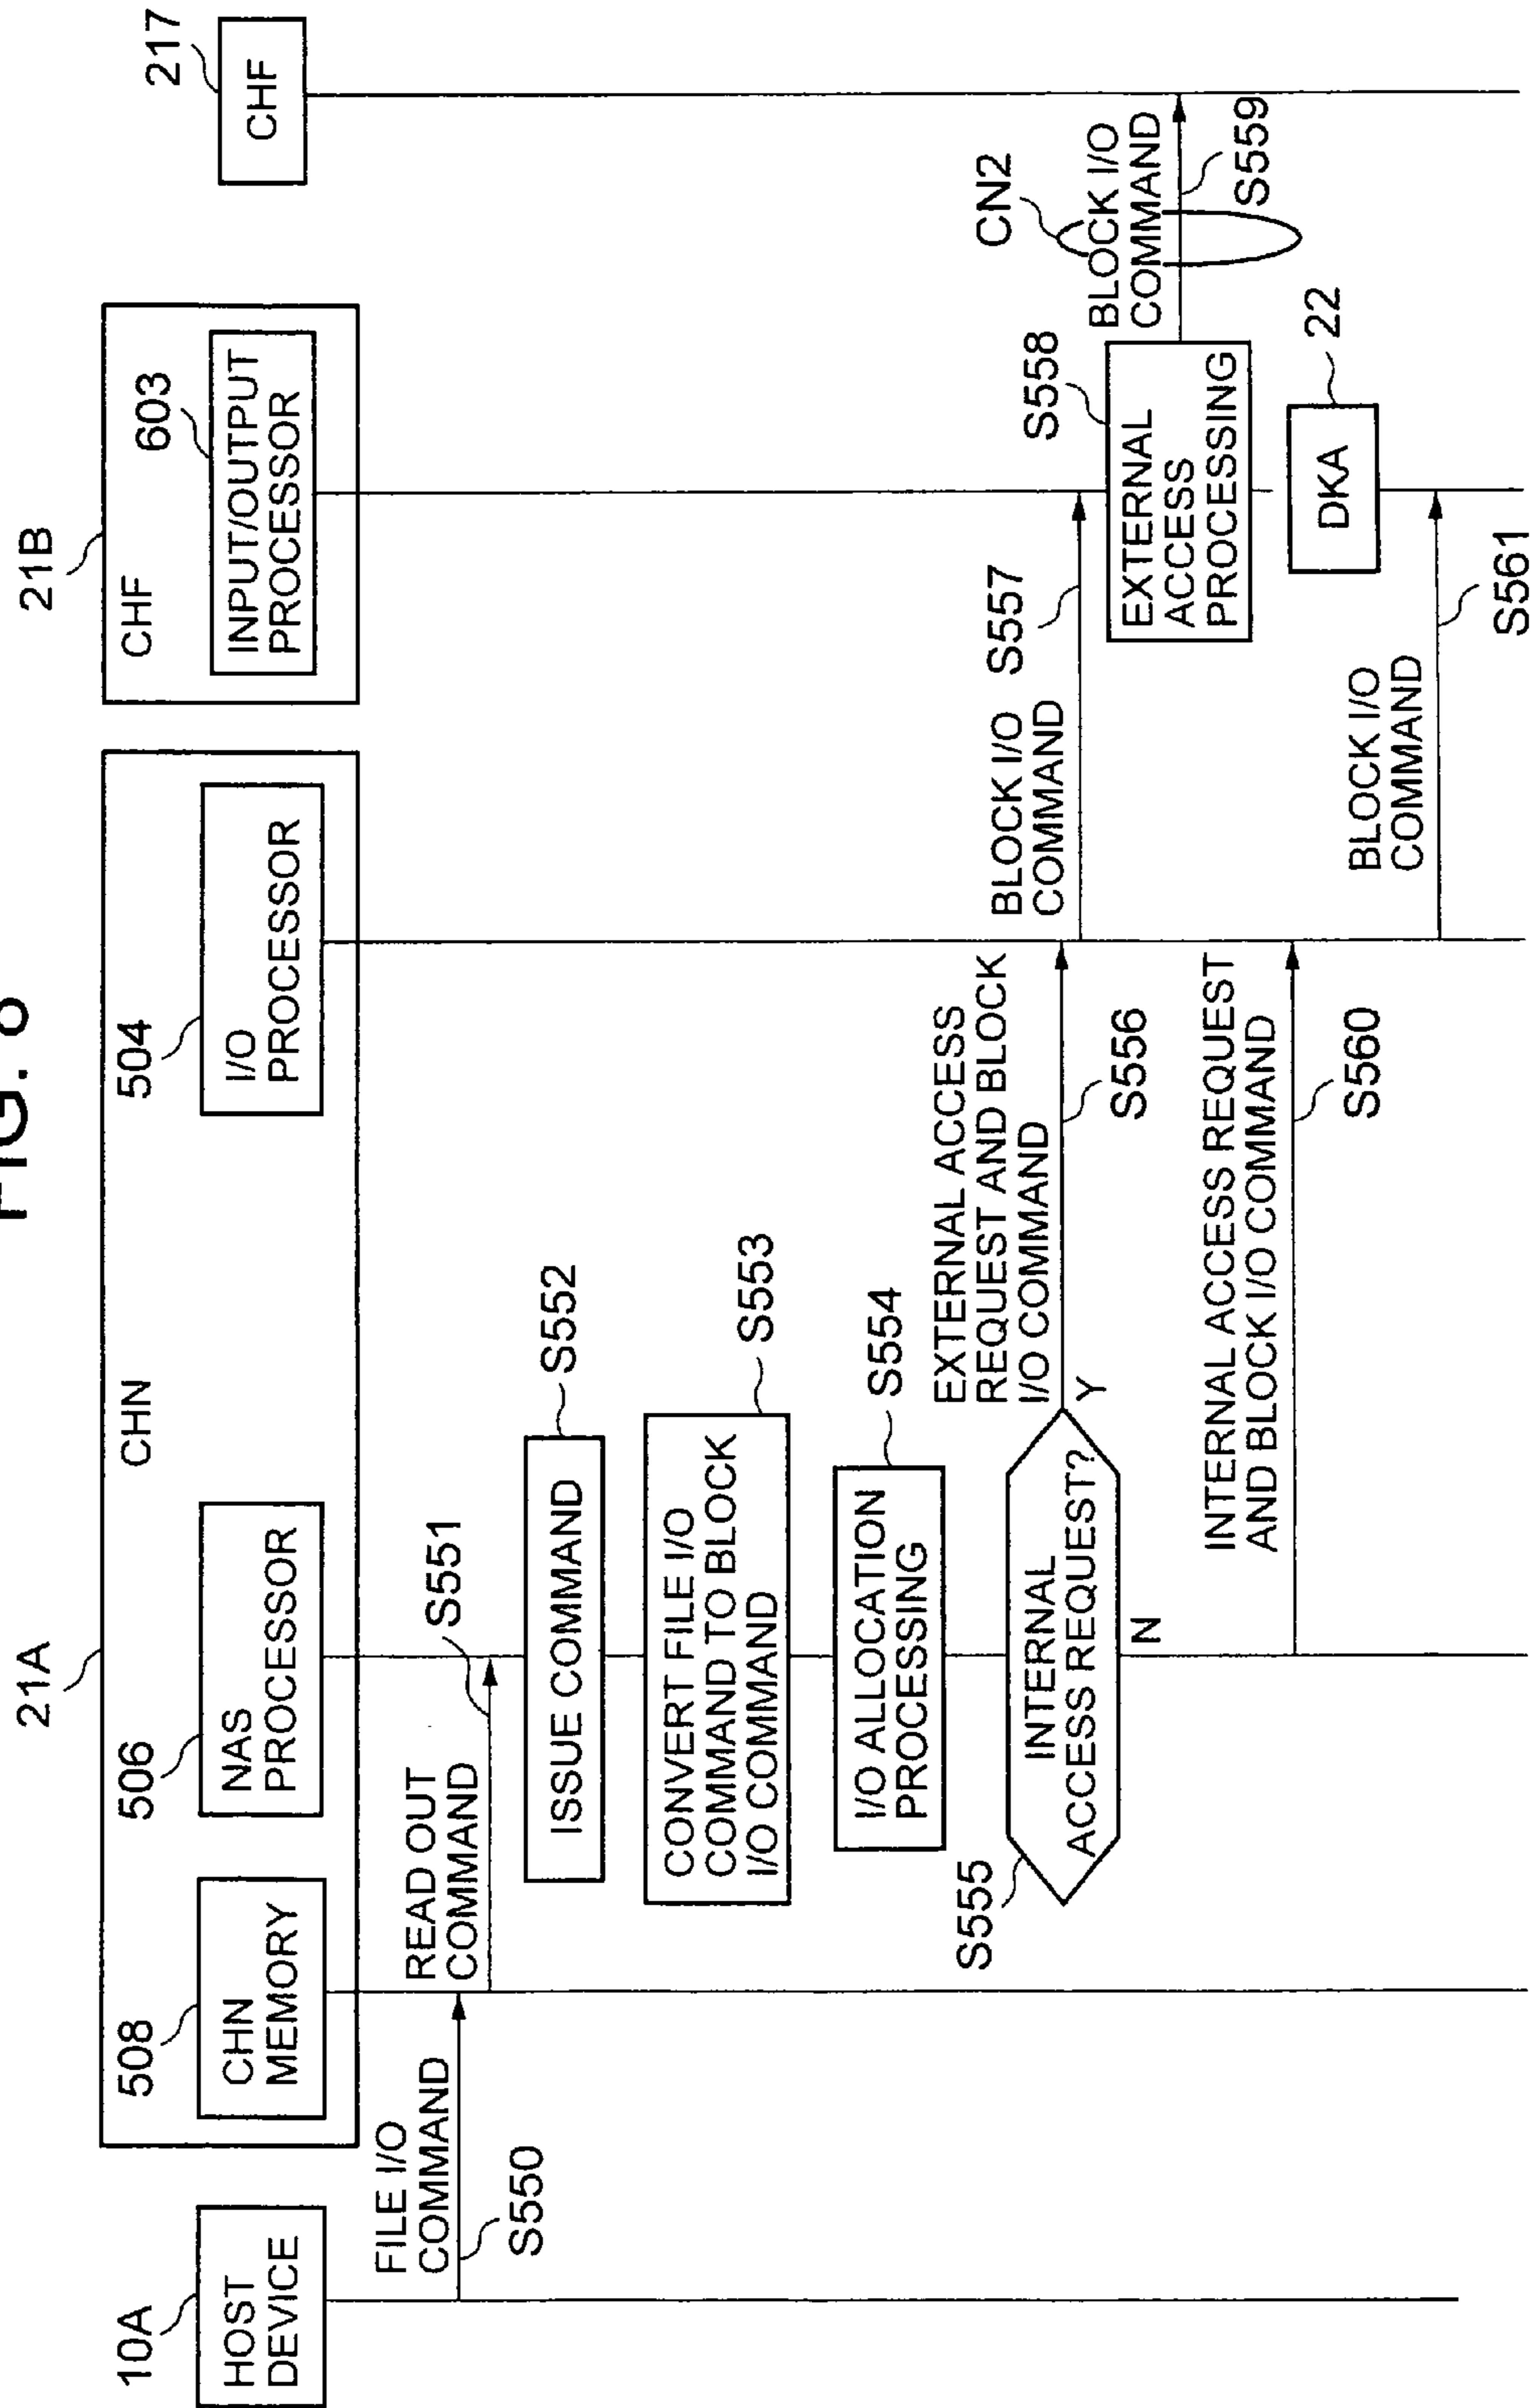 FIG. 8
21A
21B
10A
HOST
DEVICE
CHN
508
CHN
MEMORY
506
NAS
PROCESSOR
504
I/O
PROCESSOR
CHF
603
INPUT/OUTPUT
PROCESSOR
217
CHF
FILE I/O
COMMAND
S550
READ OUT
COMMAND
S551
ISSUE COMMAND
S552
CONVERT FILE I/O
COMMAND TO BLOCK
I/O COMMAND
S553
I/O ALLOCATION
PROCESSING
S554
S555
INTERNAL
ACCESS REQUEST?
Y
N
EXTERNAL ACCESS
REQUEST AND BLOCK
I/O COMMAND
S556
BLOCK I/O
COMMAND
S557
S558
EXTERNAL
ACCESS
PROCESSING
CN2
BLOCK I/O
COMMAND
S559
INTERNAL ACCESS REQUEST
AND BLOCK I/O COMMAND
S560
22
DKA
BLOCK I/O
COMMAND
S561